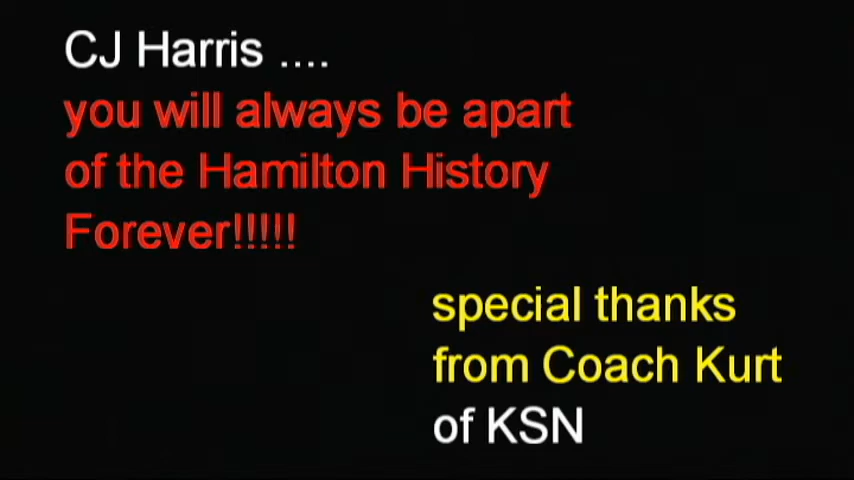 CJ Harris ....
you will always be apart
of the Hamilton History
Forever!!!!!
special thanks
from Coach Kurt
of KSN